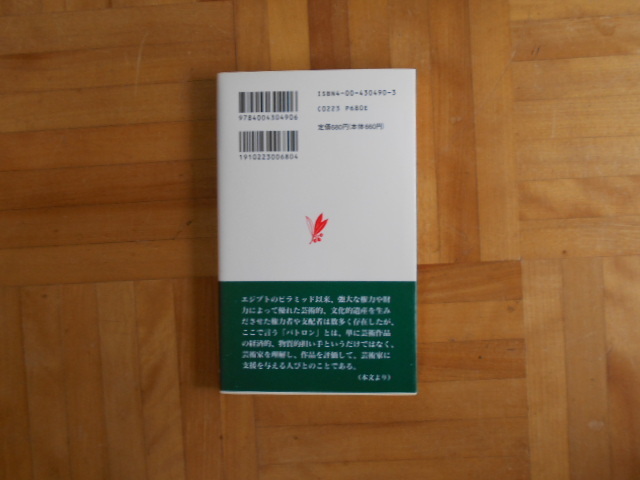 ISBN4-00-430490-3
C0223 P680E
定価680円(本体660円)
9784004304906
1910223006804
エジプトのピラミッド以来、強大な権力や財
力によって優れた芸術的、文化的遺産を生み
ださせた権力者や支配者は数多く存在したが、
ここで言う「パトロン」とは、単に芸術作品
の経済的、物質的担い手というだけではなく、
芸術家を理解し、作品を評価して、芸術家に
支援を与える人びとのことである。
(本文より)